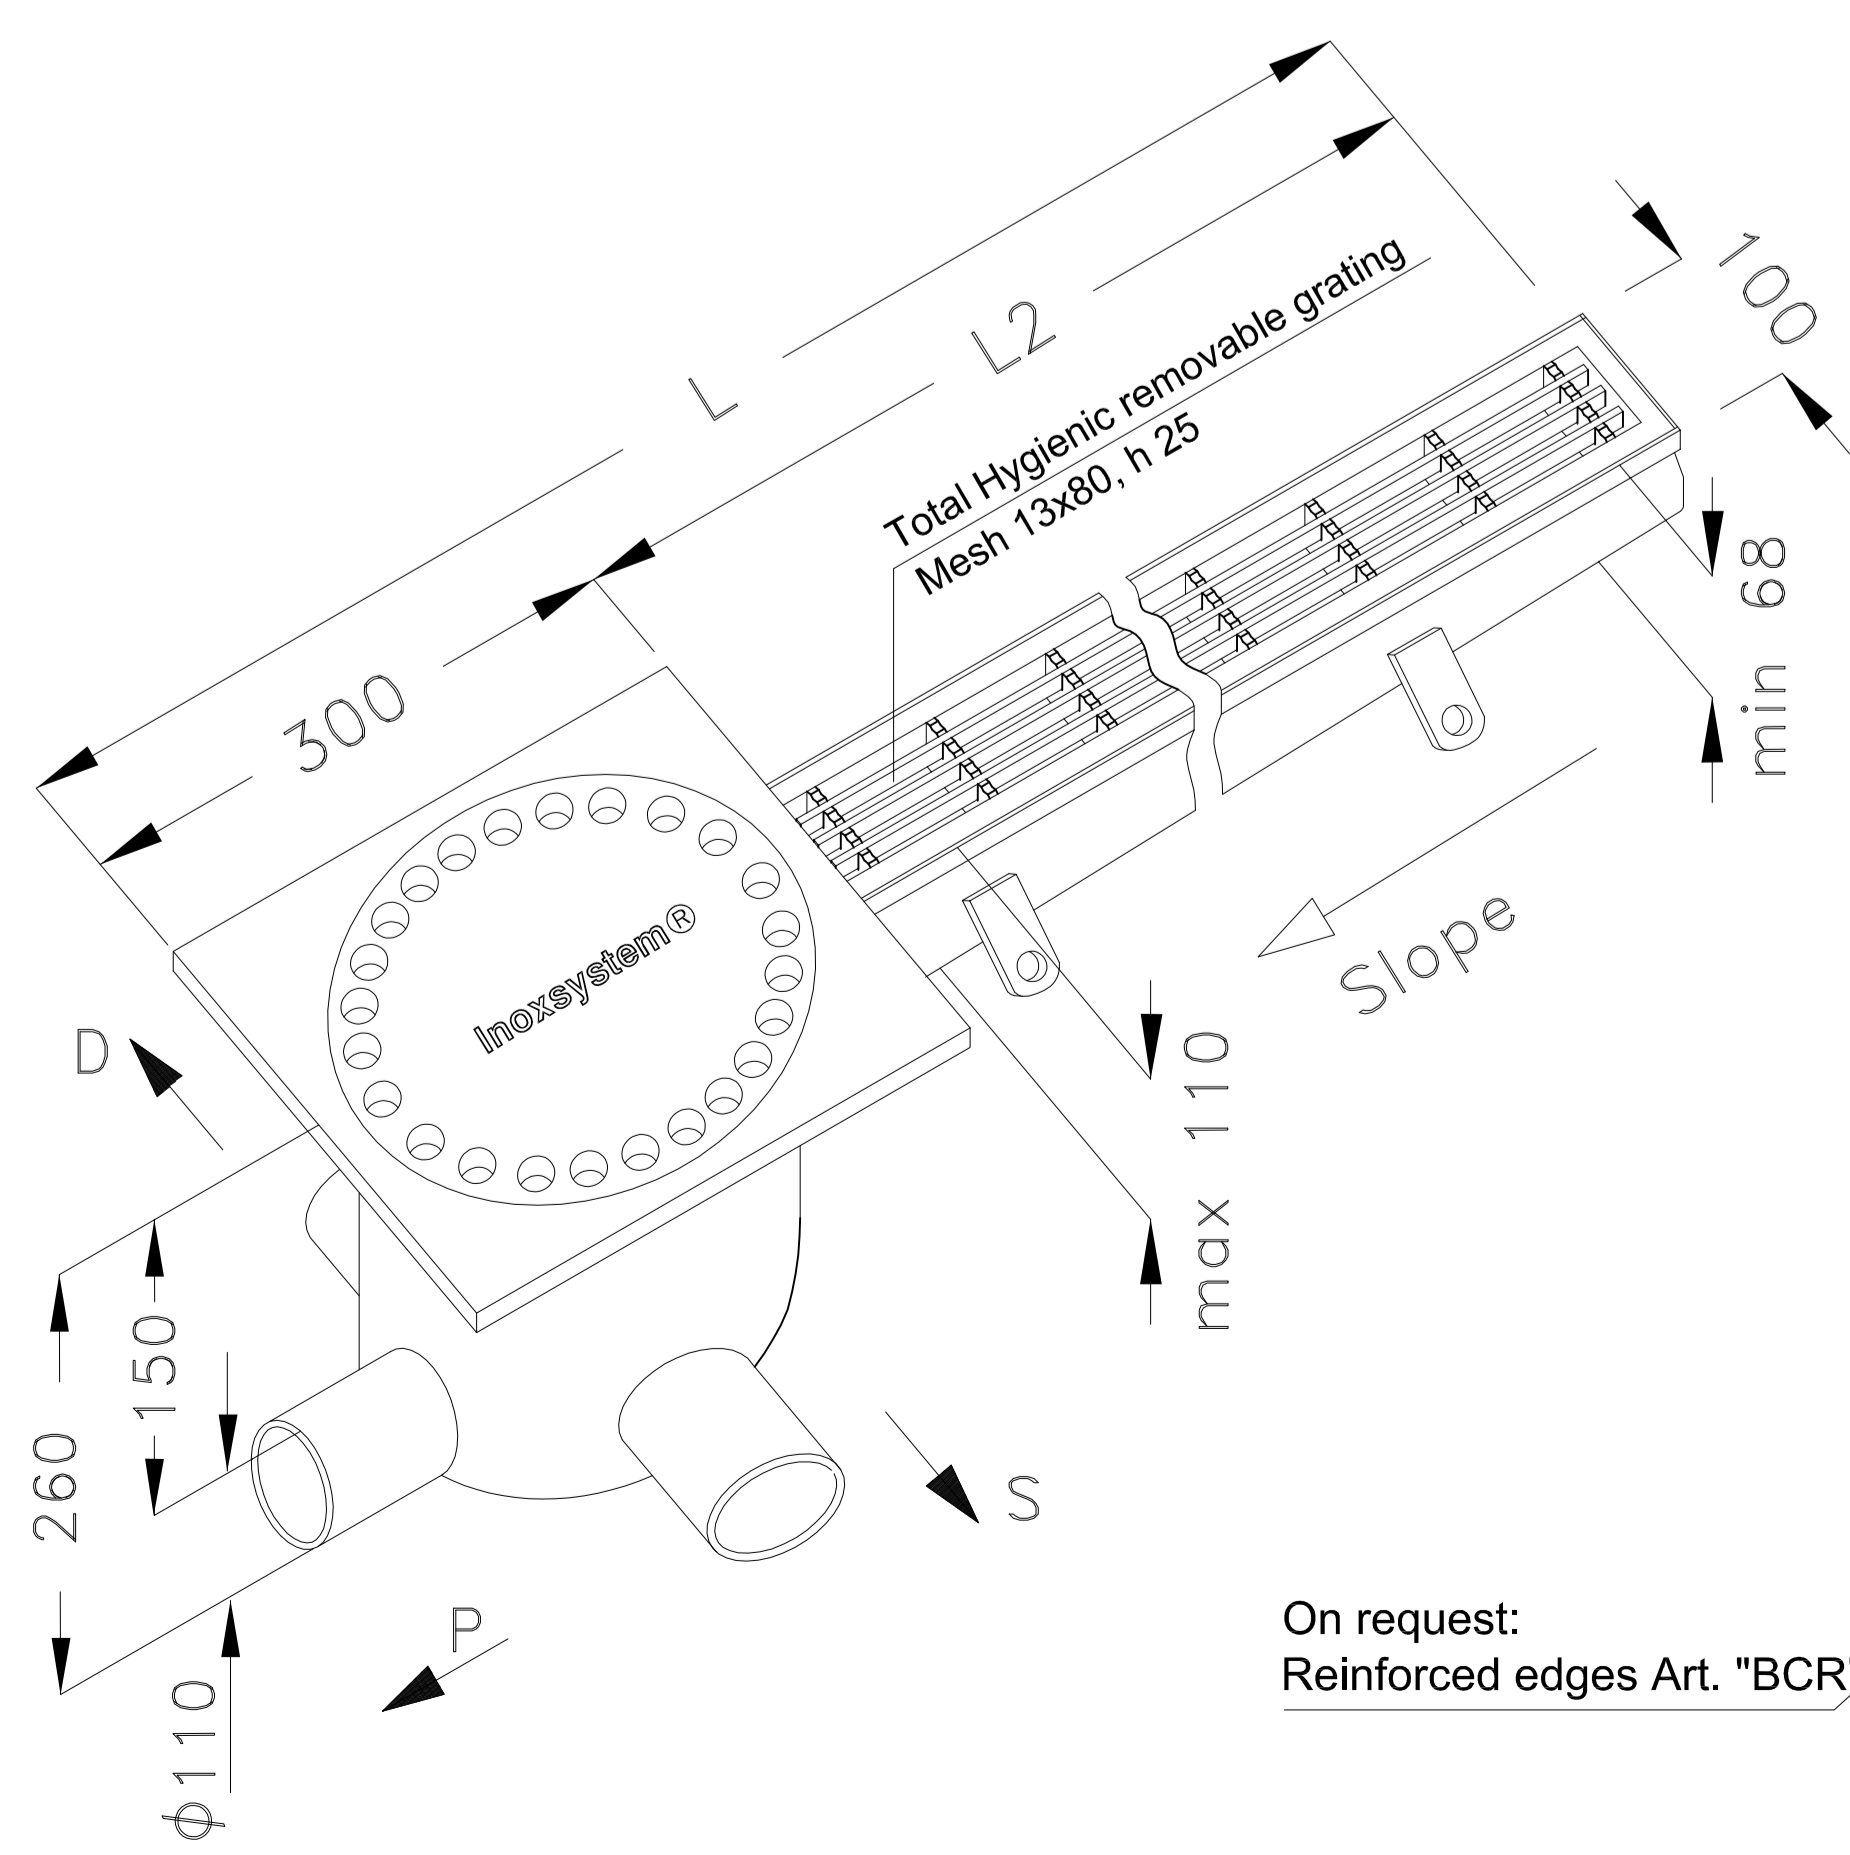 L
L2
100
Total Hygienic removable grating
Mesh 13x80, h 25
300
min 68
Inoxsystem®
Slope
D
max 110
150
260
S
P
φ110
On request:
Reinforced edges Art. "BCR"